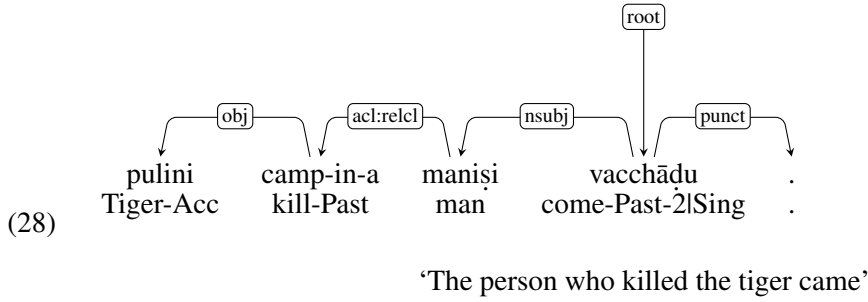 root
obj acl:relcl nsubj punct
pulini camp-in-a maniṣi vacchāḍu .
Tiger-Acc kill-Past man come-Past-2|Sing .
(28)
‘The person who killed the tiger came’